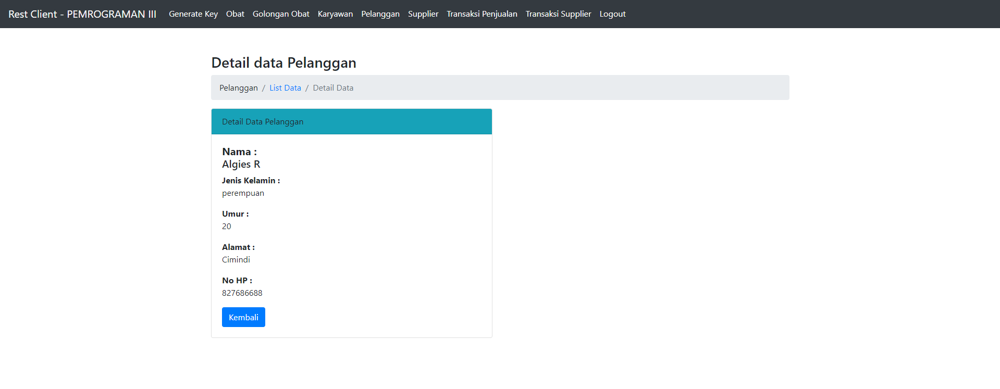 Rest Client - PEMROGRAMAN III Generate Key Obat Golongan Obat Karyawan Pelanggan Supplier Transaksi Penjualan Transaksi Supplier Logout
Detail data Pelanggan
Pelanggan / List Data / Detail Data
Detail Data Pelanggan
Nama :
Algies R
Jenis Kelamin :
perempuan
Umur :
20
Alamat :
Cimindi
No HP :
827686688
Kembali